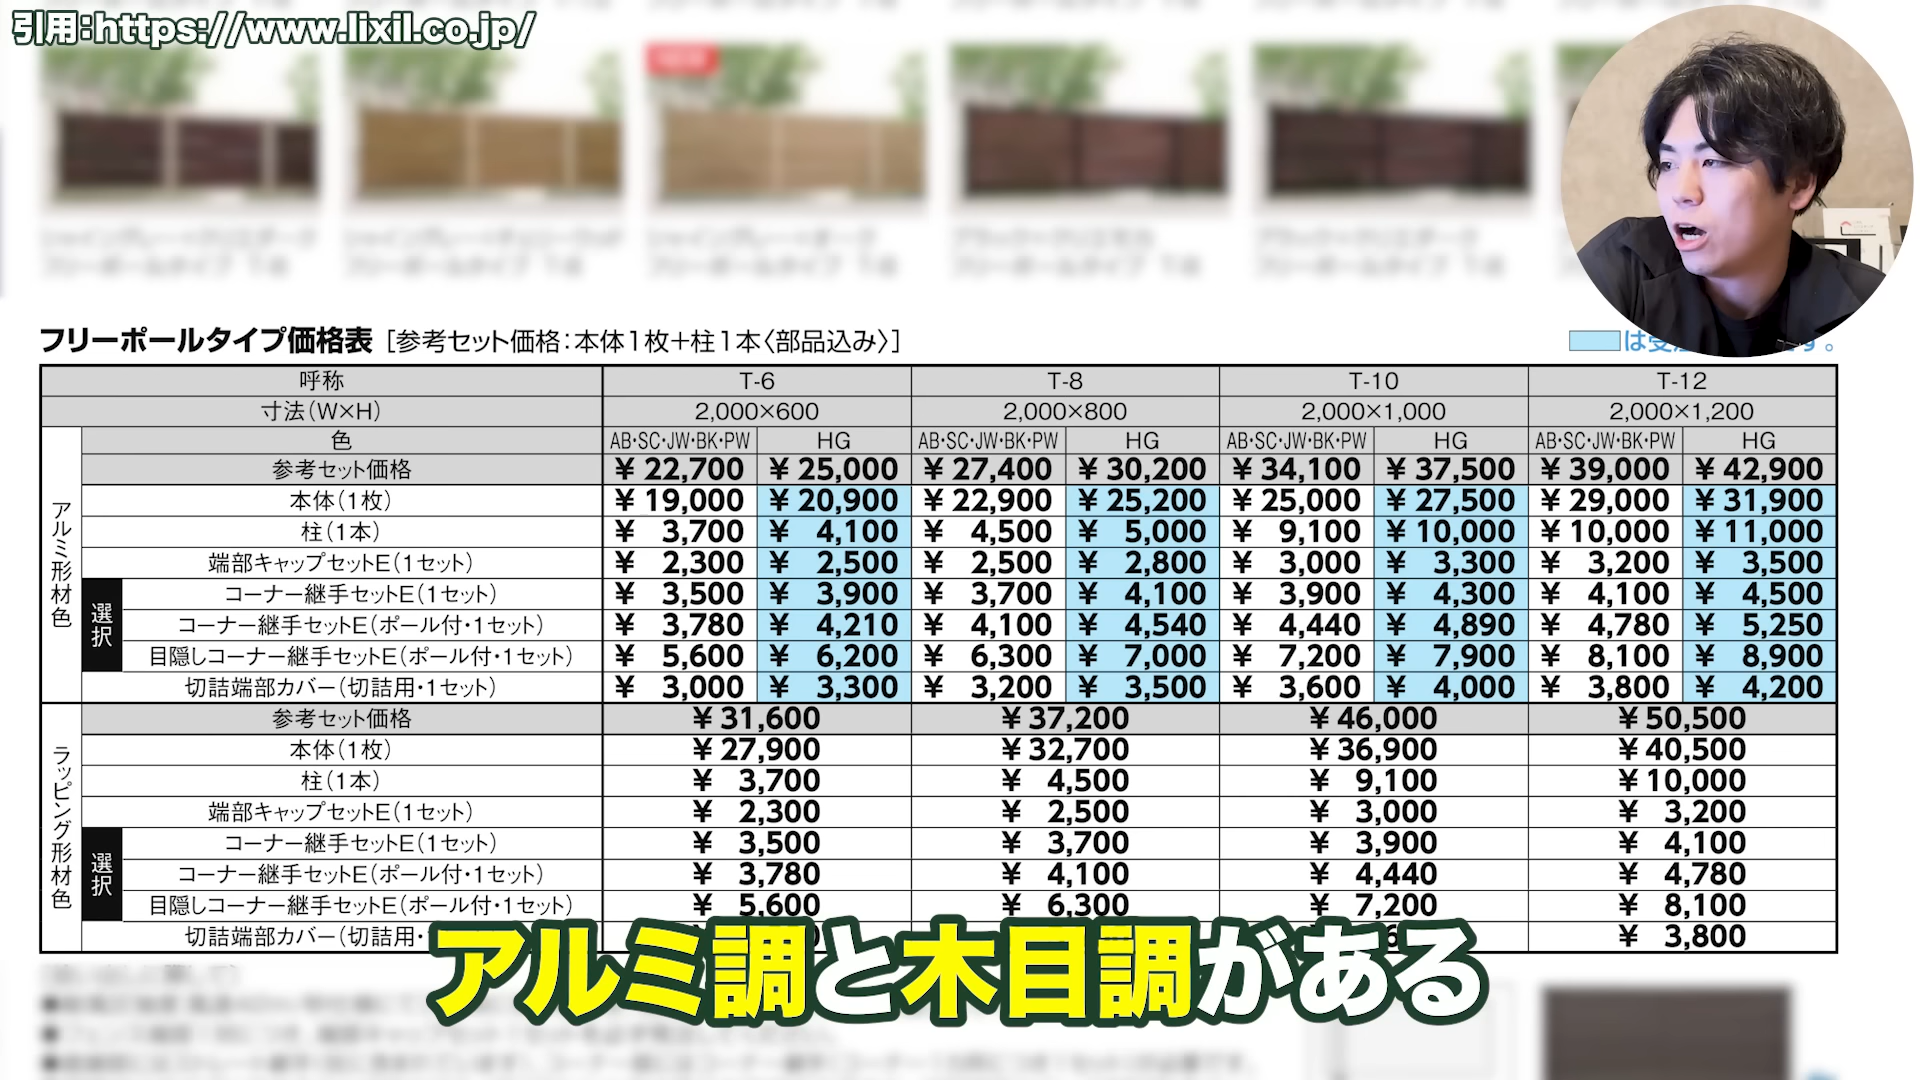 引用:https://www.lixil.co.jp/
フリーポールタイプ価格表 [参考セット価格:本体1枚+柱1本〈部品込み〉]
は受
す。
呼称 T-6 T-8 T-10 T-12
寸法(W×H) 2,000×600 2,000×800 2,000×1,000 2,000×1,200
色 AB・SC・JW・BK・PW HG AB・SC・JW・BK・PW HG AB・SC・JW・BK・PW HG AB・SC・JW・BK・PW HG
アルミ形材色
参考セット価格 ¥22,700 ¥25,000 ¥27,400 ¥30,200 ¥34,100 ¥37,500 ¥39,000 ¥42,900
本体(1枚) ¥19,000 ¥20,900 ¥22,900 ¥25,200 ¥25,000 ¥27,500 ¥29,000 ¥31,900
柱(1本) ¥3,700 ¥4,100 ¥4,500 ¥5,000 ¥9,100 ¥10,000 ¥10,000 ¥11,000
端部キャップセットE(1セット) ¥2,300 ¥2,500 ¥2,500 ¥2,800 ¥3,000 ¥3,300 ¥3,200 ¥3,500
選択
コーナー継手セットE(1セット) ¥3,500 ¥3,900 ¥3,700 ¥4,100 ¥3,900 ¥4,300 ¥4,100 ¥4,500
コーナー継手セットE(ポール付・1セット) ¥3,780 ¥4,210 ¥4,100 ¥4,540 ¥4,440 ¥4,890 ¥4,780 ¥5,250
目隠しコーナー継手セットE(ポール付・1セット) ¥5,600 ¥6,200 ¥6,300 ¥7,000 ¥7,200 ¥7,900 ¥8,100 ¥8,900
切詰端部カバー(切詰用・1セット) ¥3,000 ¥3,300 ¥3,200 ¥3,500 ¥3,600 ¥4,000 ¥3,800 ¥4,200
ラッピング形材色
参考セット価格 ¥31,600 ¥37,200 ¥46,000 ¥50,500
本体(1枚) ¥27,900 ¥32,700 ¥36,900 ¥40,500
柱(1本) ¥3,700 ¥4,500 ¥9,100 ¥10,000
端部キャップセットE(1セット) ¥2,300 ¥2,500 ¥3,000 ¥3,200
選択
コーナー継手セットE(1セット) ¥3,500 ¥3,700 ¥3,900 ¥4,100
コーナー継手セットE(ポール付・1セット) ¥3,780 ¥4,100 ¥4,440 ¥4,780
目隠しコーナー継手セットE(ポール付・1セット) ¥5,600 ¥6,300 ¥7,200 ¥8,100
切詰端部カバー(切詰用・ ¥3,800
アルミ調と木目調がある